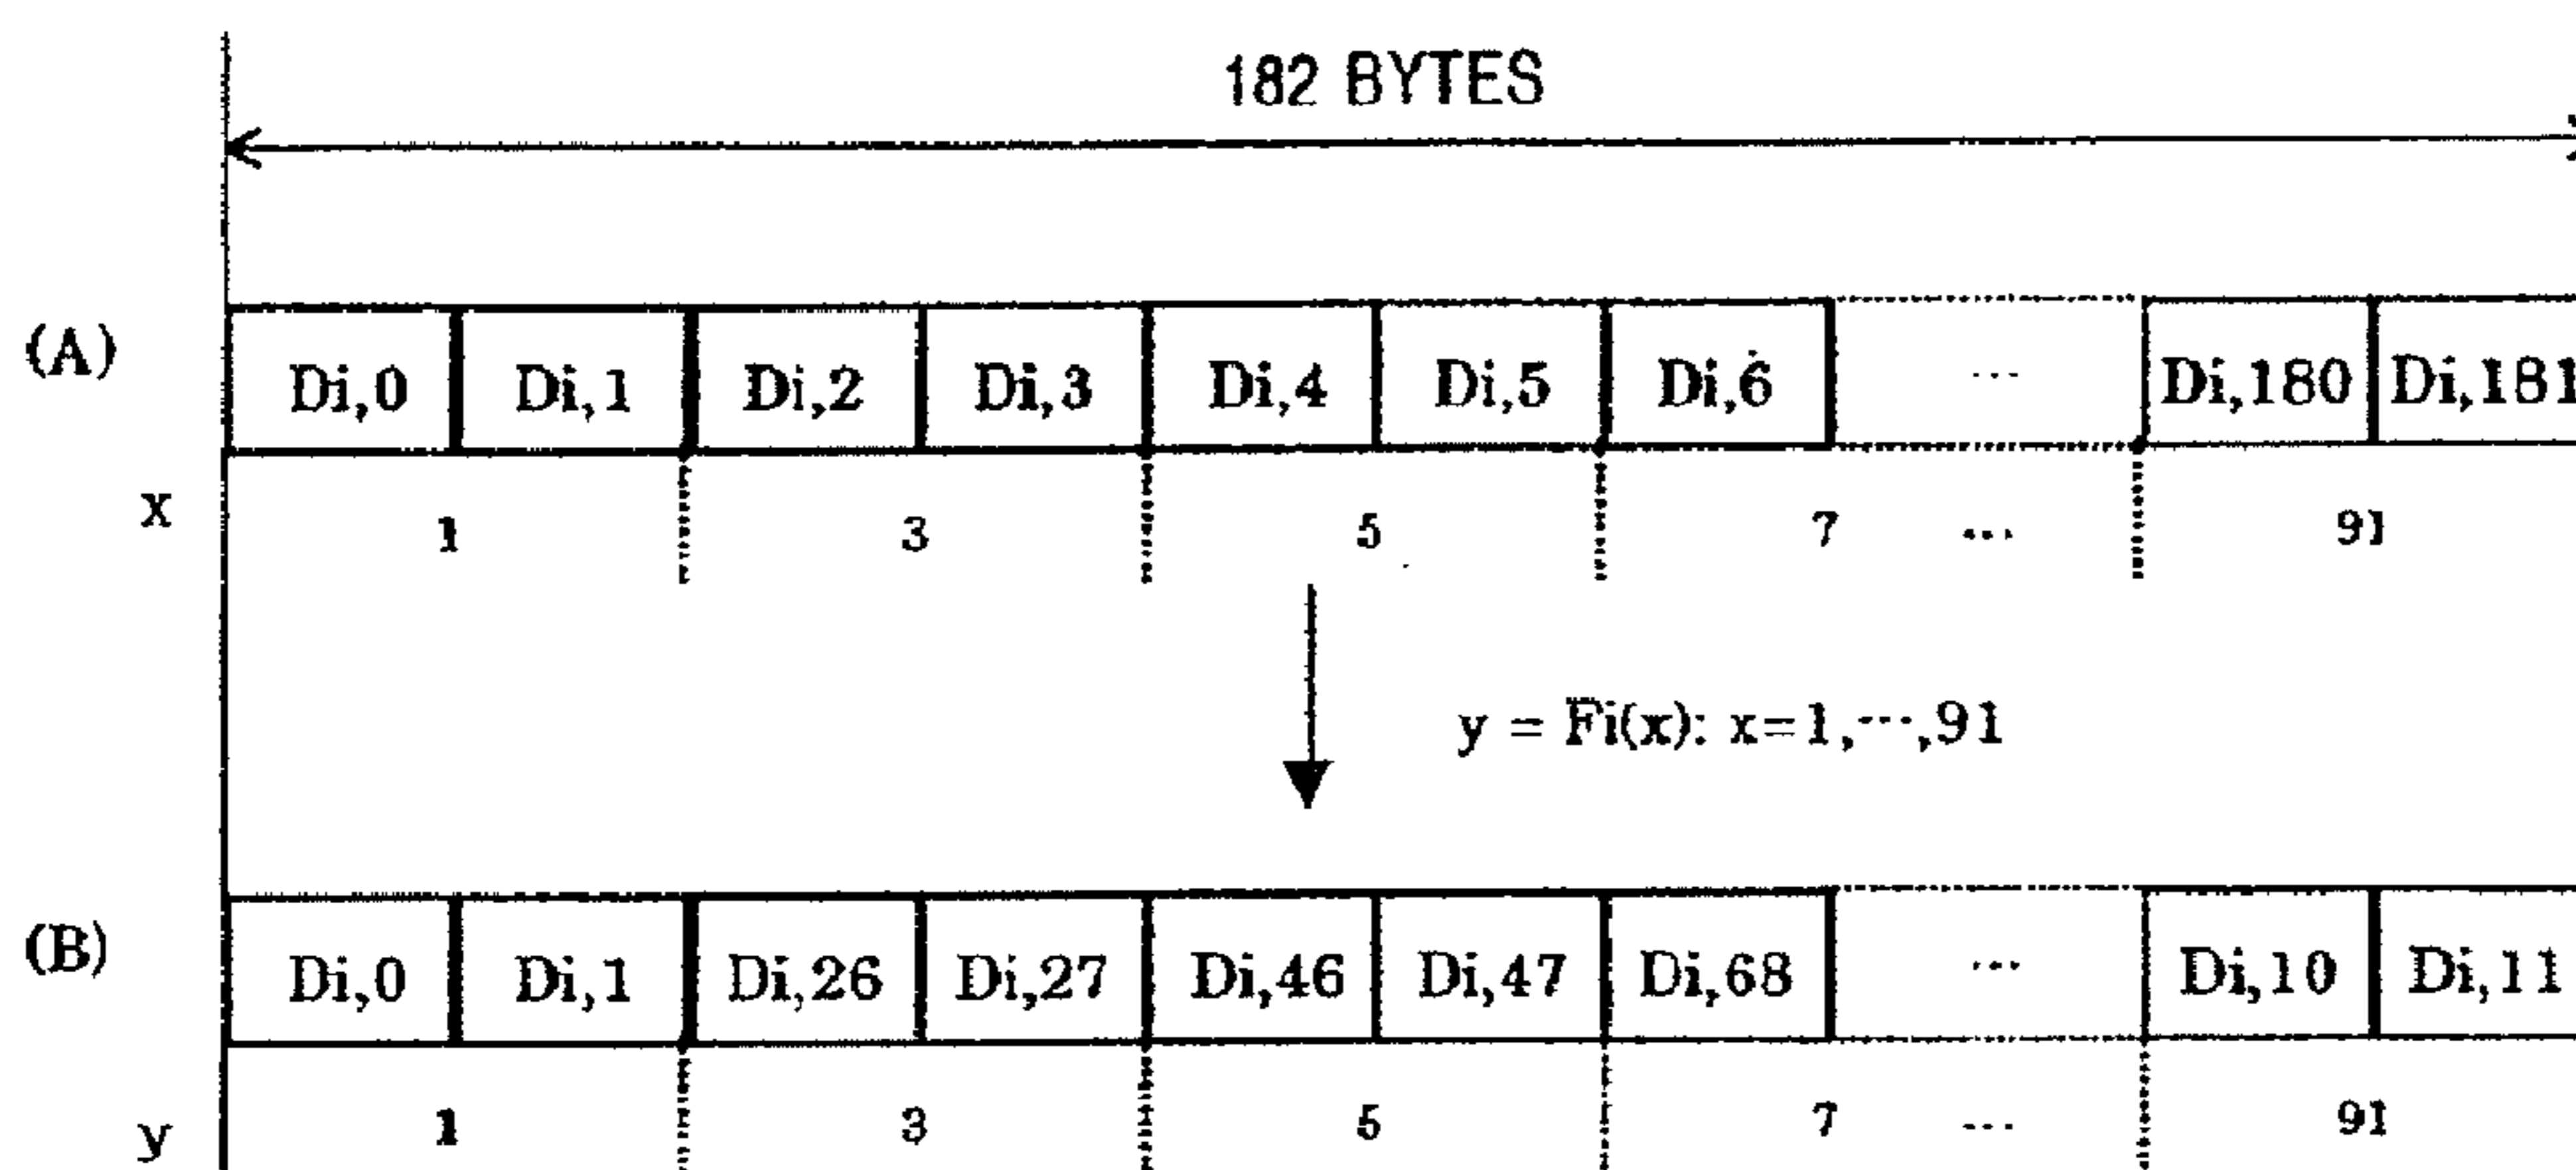 182 BYTES
(A) Di,0 Di,1 Di,2 Di,3 Di,4 Di,5 Di,6 ... Di,180 Di,181
x 1 3 5 7 ... 91
y = Fi(x): x=1,...,91
(B) Di,0 Di,1 Di,26 Di,27 Di,46 Di,47 Di,68 ... Di,10 Di,11
y 1 3 5 7 ... 91